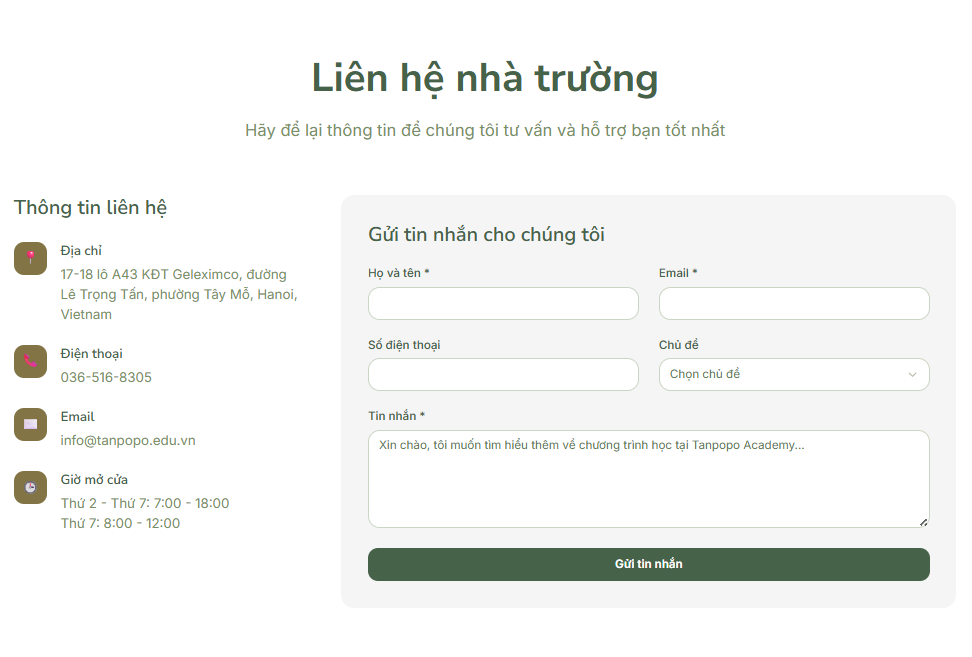 Liên hệ nhà trường
Hãy để lại thông tin để chúng tôi tư vấn và hỗ trợ bạn tốt nhất
Thông tin liên hệ
Địa chỉ
17-18 lô A43 KĐT Geleximco, đường
Lê Trọng Tấn, phường Tây Mỗ, Hanoi,
Vietnam
Điện thoại
036-516-8305
Email
info@tanpopo.edu.vn
Giờ mở cửa
Thứ 2 - Thứ 7: 7:00 - 18:00
Thứ 7: 8:00 - 12:00
Gửi tin nhắn cho chúng tôi
Họ và tên *
Email *
Số điện thoại
Chủ đề
Chọn chủ đề
Tin nhắn *
Xin chào, tôi muốn tìm hiểu thêm về chương trình học tại Tanpopo Academy...
Gửi tin nhắn